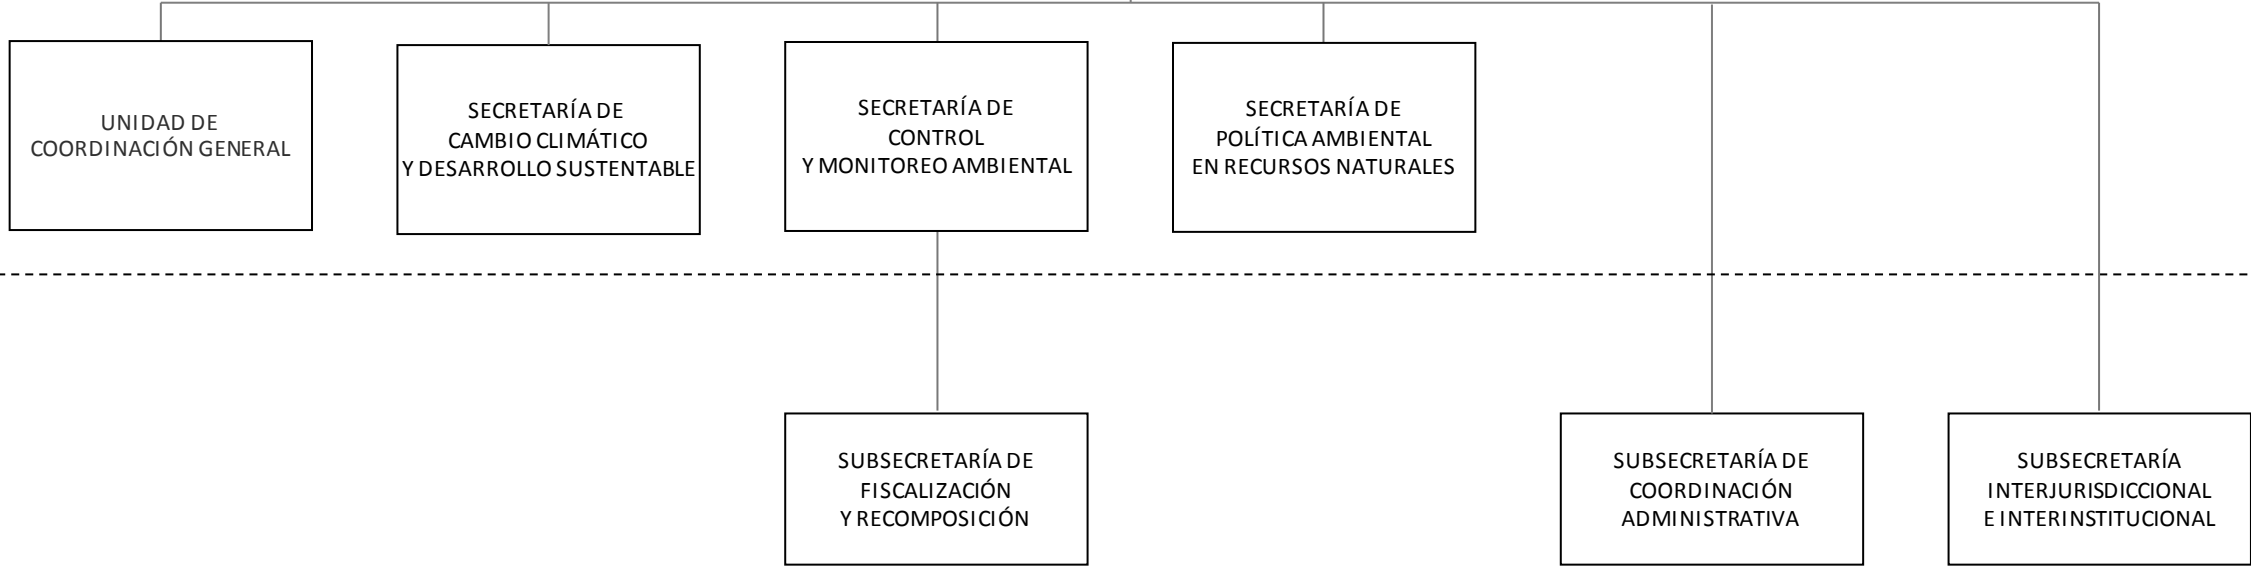 UNIDAD DE
COORDINACIÓN GENERAL
SECRETARÍA DE
CAMBIO CLIMÁTICO
Y DESARROLLO SUSTENTABLE
SECRETARÍA DE
CONTROL
Y MONITOREO AMBIENTAL
SECRETARÍA DE
POLÍTICA AMBIENTAL
EN RECURSOS NATURALES
SUBSECRETARÍA DE
FISCALIZACIÓN
Y RECOMPOSICIÓN
SUBSECRETARÍA DE
COORDINACIÓN
ADMINISTRATIVA
SUBSECRETARÍA
INTERJURISDICCIONAL
E INTERINSTITUCIONAL